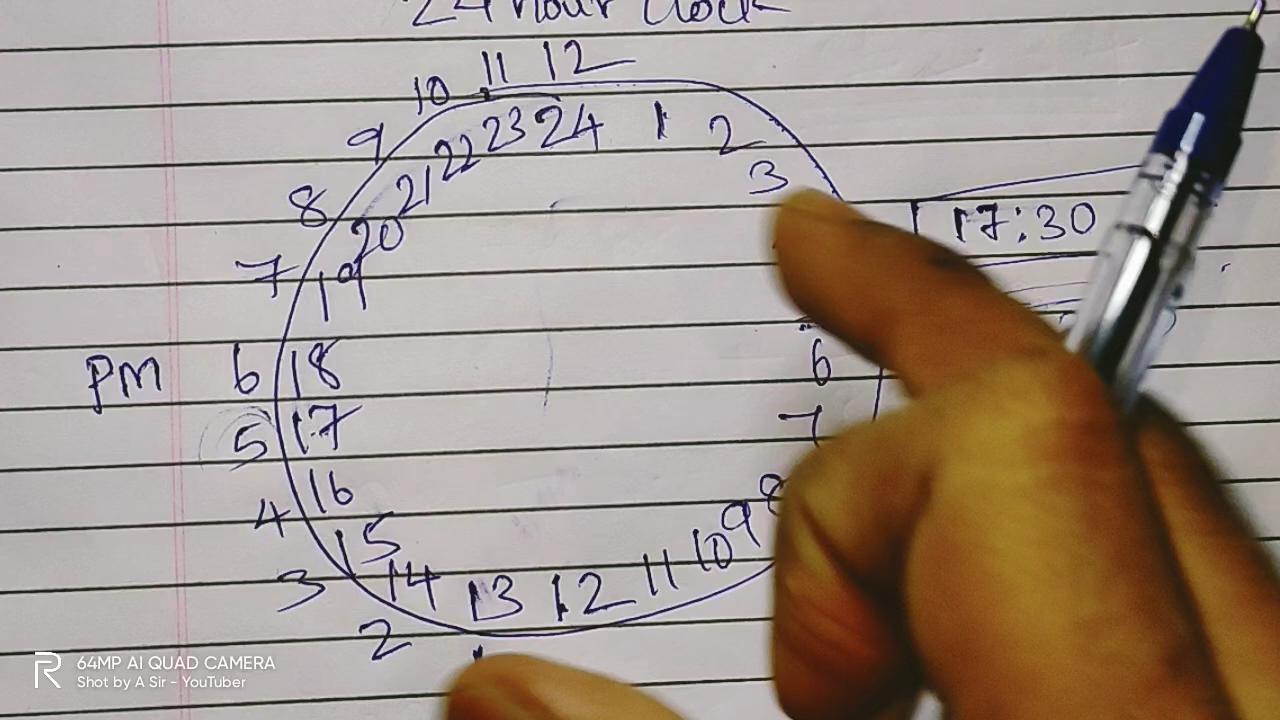 24 Hour Clock
10 11 12
9 22 23 24 1 2
8 21 3
20 17:30
7 19
PM 6 18 6
5 17 7
4 16 8
3 15 14 13 12 11 10 9
2
64MP AI QUAD CAMERA
Shot by A Sir - YouTuber